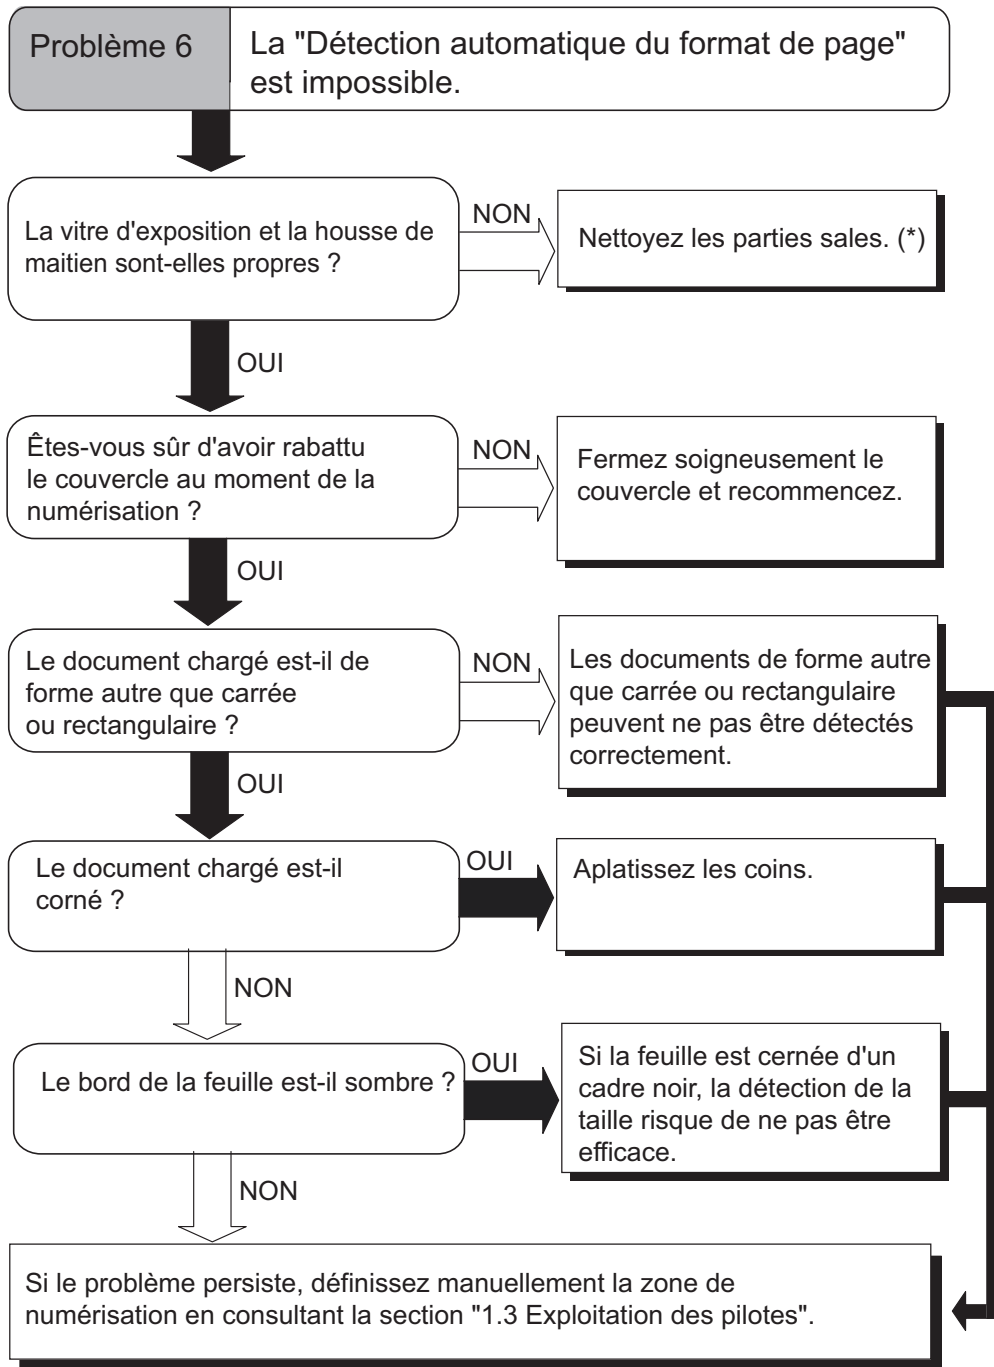 Problème 6
La "Détection automatique du format de page"
est impossible.
La vitre d'exposition et la housse de
maitien sont-elles propres ?
NON
Nettoyez les parties sales. (*)
OUI
Êtes-vous sûr d'avoir rabattu
le couvercle au moment de la
numérisation ?
NON
Fermez soigneusement le
couvercle et recommencez.
OUI
Le document chargé est-il de
forme autre que carrée
ou rectangulaire ?
NON
Les documents de forme autre
que carrée ou rectangulaire
peuvent ne pas être détectés
correctement.
OUI
Le document chargé est-il
corné ?
OUI
Aplatissez les coins.
NON
Le bord de la feuille est-il sombre ?
OUI
Si la feuille est cernée d'un
cadre noir, la détection de la
taille risque de ne pas être
efficace.
NON
Si le problème persiste, définissez manuellement la zone de
numérisation en consultant la section "1.3 Exploitation des pilotes".